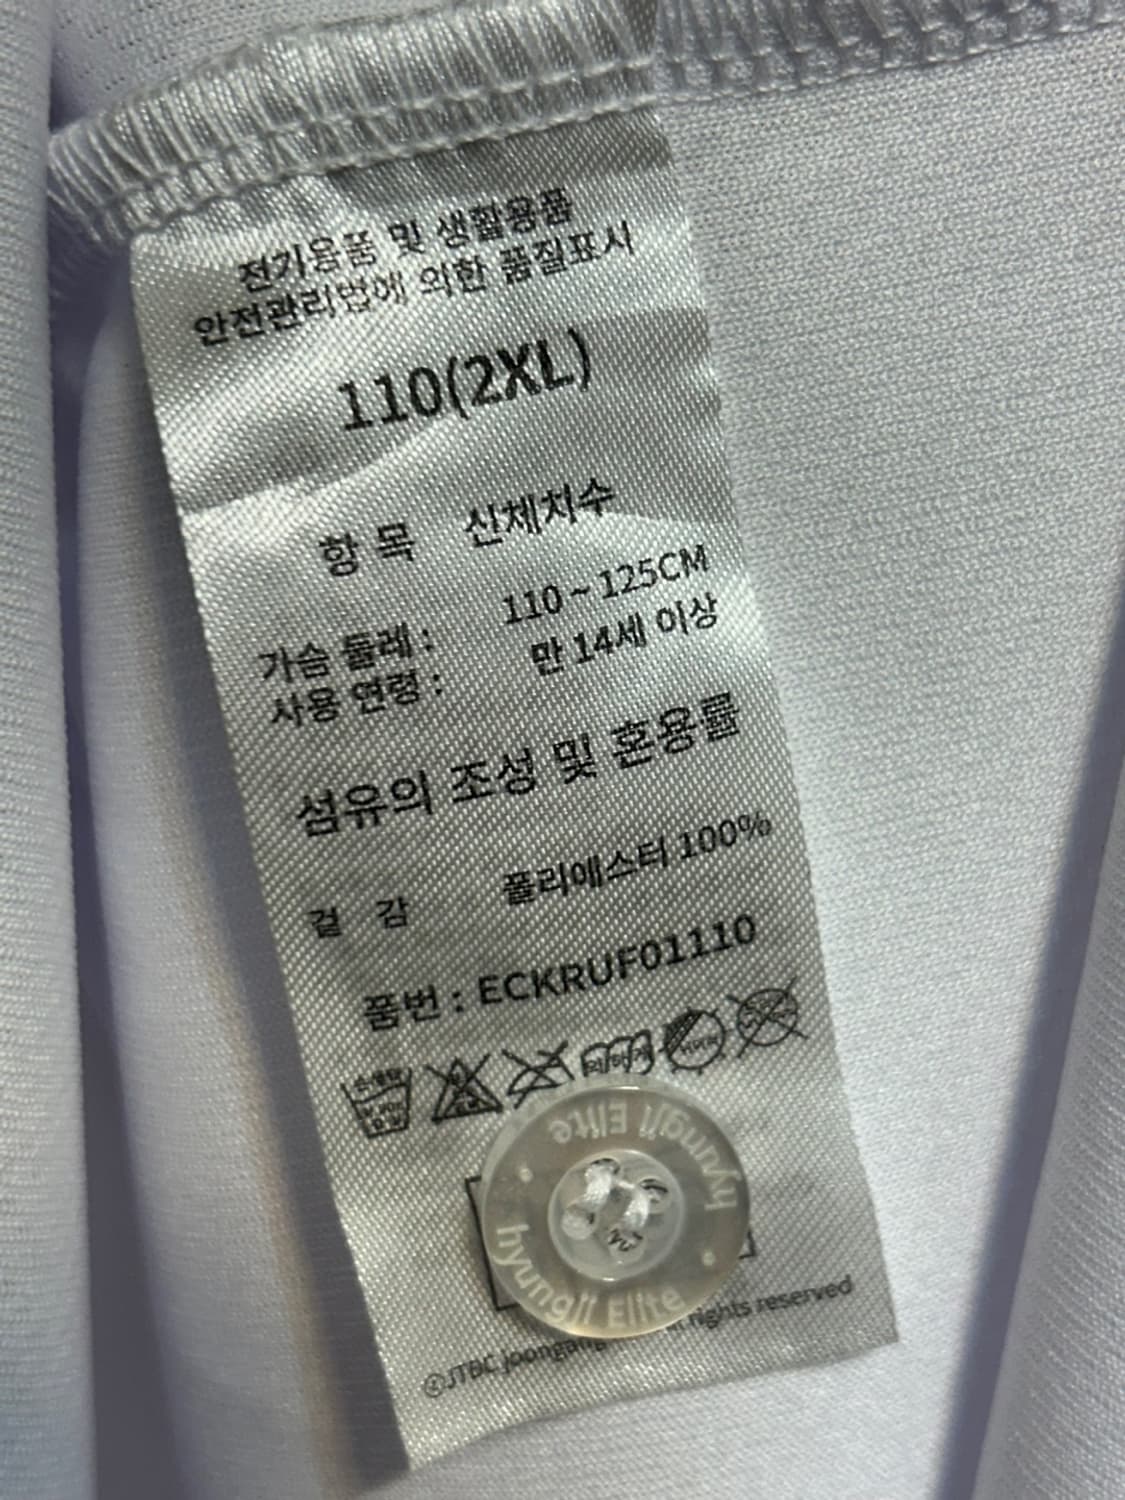 전기용품 및 생활용품
안전관리법에 의한 품질표시
110(2XL)
항 목 신체치수
가슴 둘레 : 110 ~ 125CM
사용 연령 : 만 14세 이상
섬유의 조성 및 혼용률
겉 감 폴리에스터 100%
품번 : ECKRUF01110
hyungji Elite
hyungji Elite
©JTBC joongang rights reserved